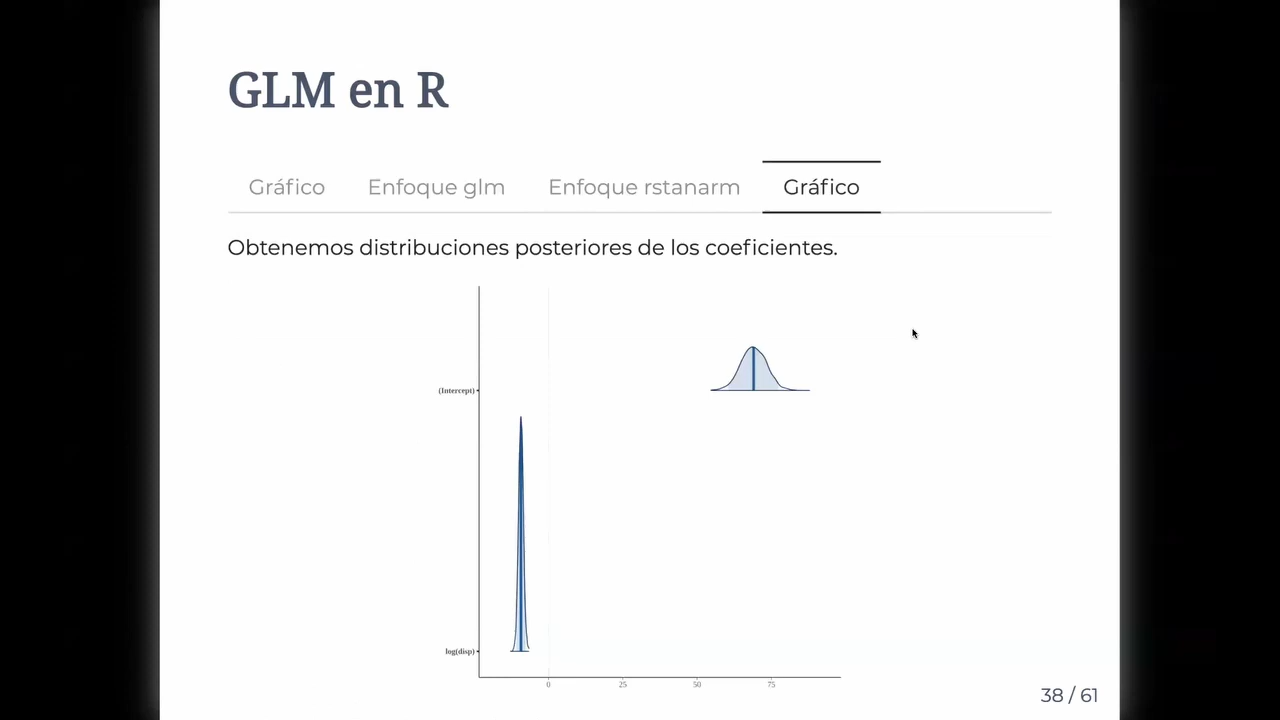 GLM en R
Gráfico Enfoque glm Enfoque rstanarm Gráfico
Obtenemos distribuciones posteriores de los coeficientes.
(Intercept)
log(disp)
0 25 50 75
38 / 61